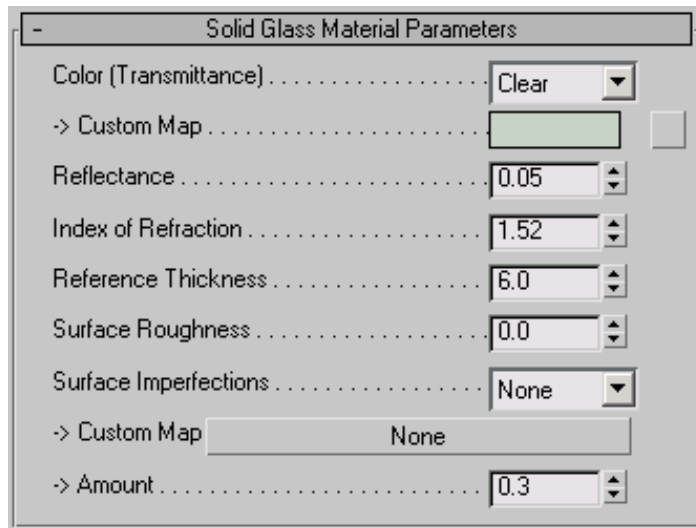 - Solid Glass Material Parameters
Color (Transmittance) . . . . . . . . . . . . . . . . . . . . Clear
-> Custom Map . . . . . . . . . . . . . . . . . . . . . . . . . .
Reflectance . . . . . . . . . . . . . . . . . . . . . . . . . . . . 0.05
Index of Refraction . . . . . . . . . . . . . . . . . . . . . 1.52
Reference Thickness . . . . . . . . . . . . . . . . . . . 6.0
Surface Roughness . . . . . . . . . . . . . . . . . . . . 0.0
Surface Imperfections . . . . . . . . . . . . . . . . . . None
-> Custom Map None
-> Amount . . . . . . . . . . . . . . . . . . . . . . . . . . . . . 0.3